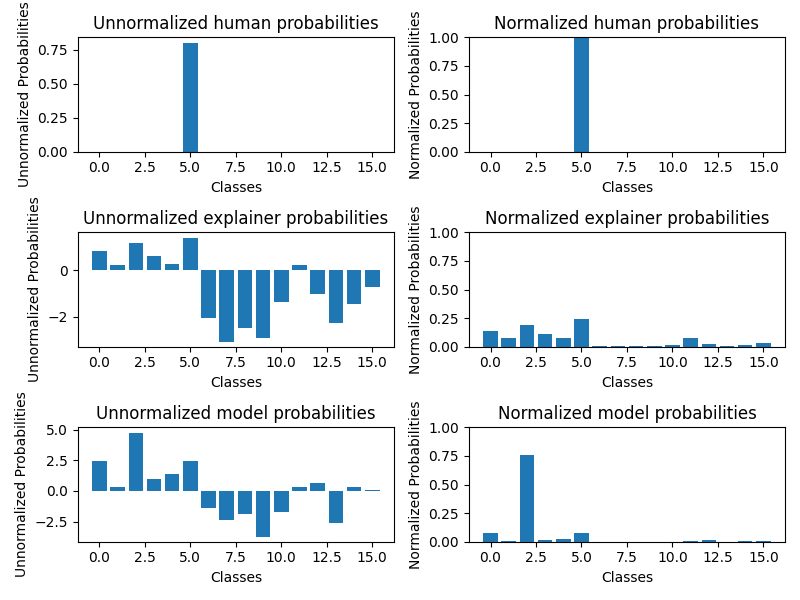 Unnormalized human probabilities
Unnormalized Probabilities
0.75
0.50
0.25
0.00
0.0 2.5 5.0 7.5 10.0 12.5 15.0
Classes
Normalized human probabilities
Normalized Probabilities
1.00
0.75
0.50
0.25
0.00
0.0 2.5 5.0 7.5 10.0 12.5 15.0
Classes
Unnormalized explainer probabilities
Unnormalized Probabilities
0
−2
0.0 2.5 5.0 7.5 10.0 12.5 15.0
Classes
Normalized explainer probabilities
Normalized Probabilities
1.00
0.75
0.50
0.25
0.00
0.0 2.5 5.0 7.5 10.0 12.5 15.0
Classes
Unnormalized model probabilities
Unnormalized Probabilities
5.0
2.5
0.0
−2.5
0.0 2.5 5.0 7.5 10.0 12.5 15.0
Classes
Normalized model probabilities
Normalized Probabilities
1.00
0.75
0.50
0.25
0.00
0.0 2.5 5.0 7.5 10.0 12.5 15.0
Classes